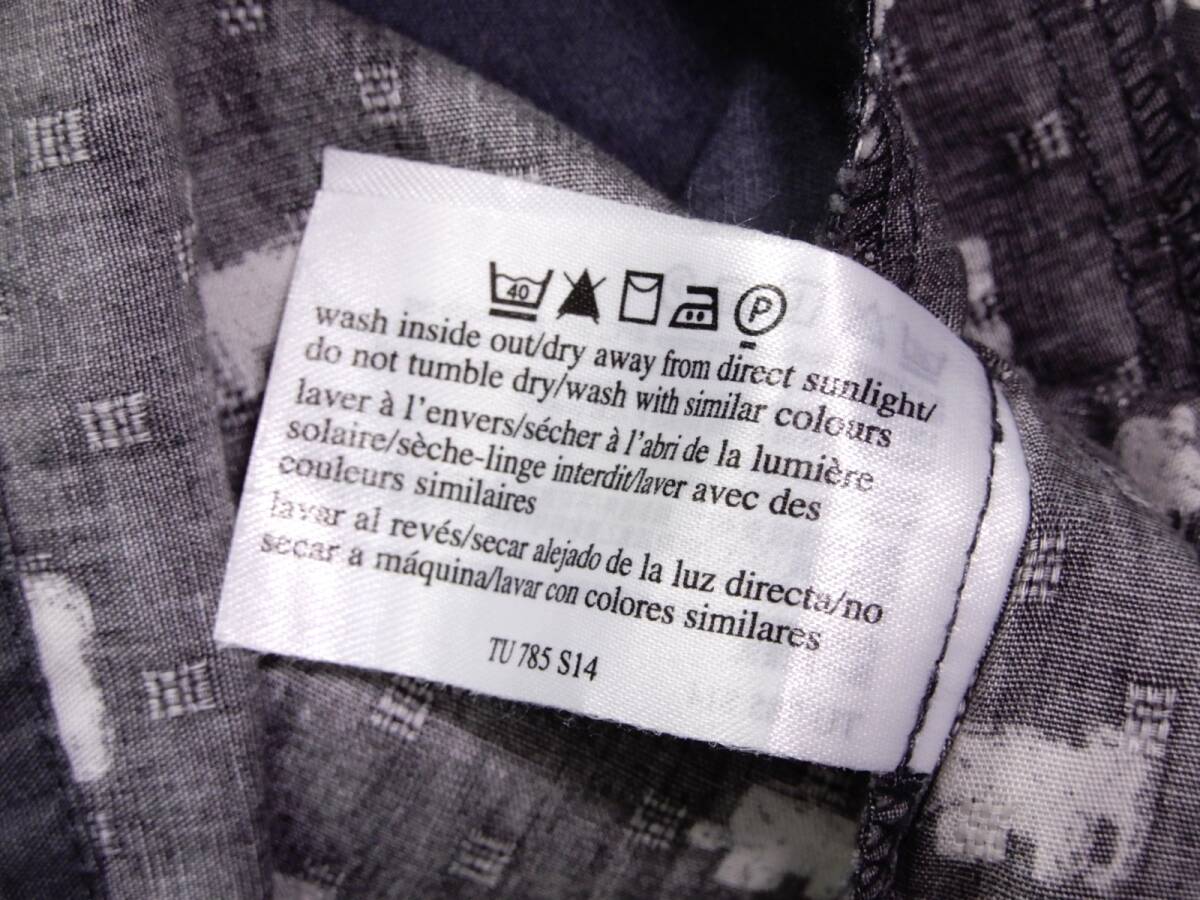 40 P
wash inside out/dry away from direct sunlight/
do not tumble dry/wash with similar colours
laver à l'envers/sécher à l'abri de la lumière
solaire/sèche-linge interdit/laver avec des
couleurs similaires
lavar al revés/secar alejado de la luz directa/no
secar a máquina/lavar con colores similares
TU 785 S14